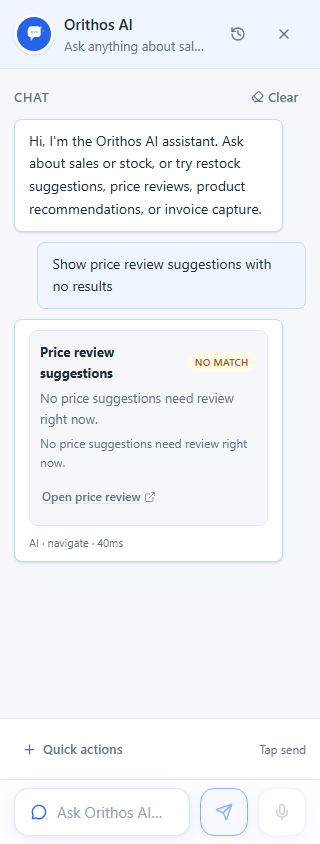 Orithos AI
Ask anything about sal...
CHAT
Clear
Hi, I'm the Orithos AI assistant. Ask
about sales or stock, or try restock
suggestions, price reviews, product
recommendations, or invoice capture.
Show price review suggestions with
no results
Price review
suggestions
NO MATCH
No price suggestions need review
right now.
No price suggestions need review right
now.
Open price review
AI · navigate · 40ms
Quick actions
Tap send
Ask Orithos AI...